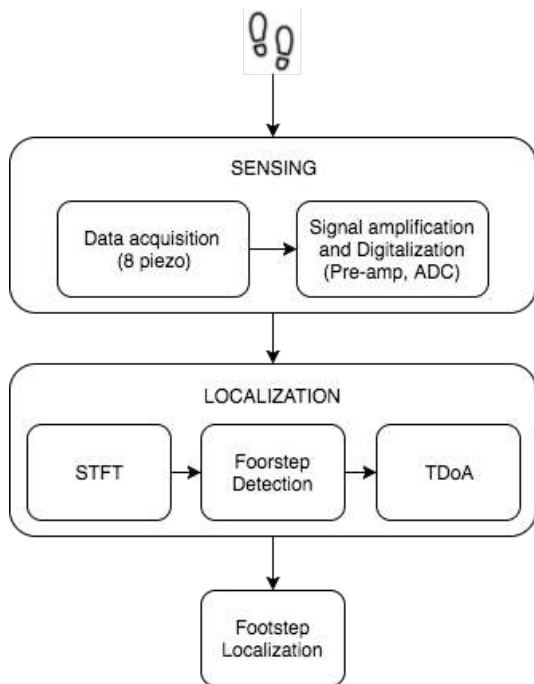 SENSING
Data acquisition
(8 piezo)
Signal amplification
and Digitalization
(Pre-amp, ADC)
LOCALIZATION
STFT
Foorstep
Detection
TDoA
Footstep
Localization